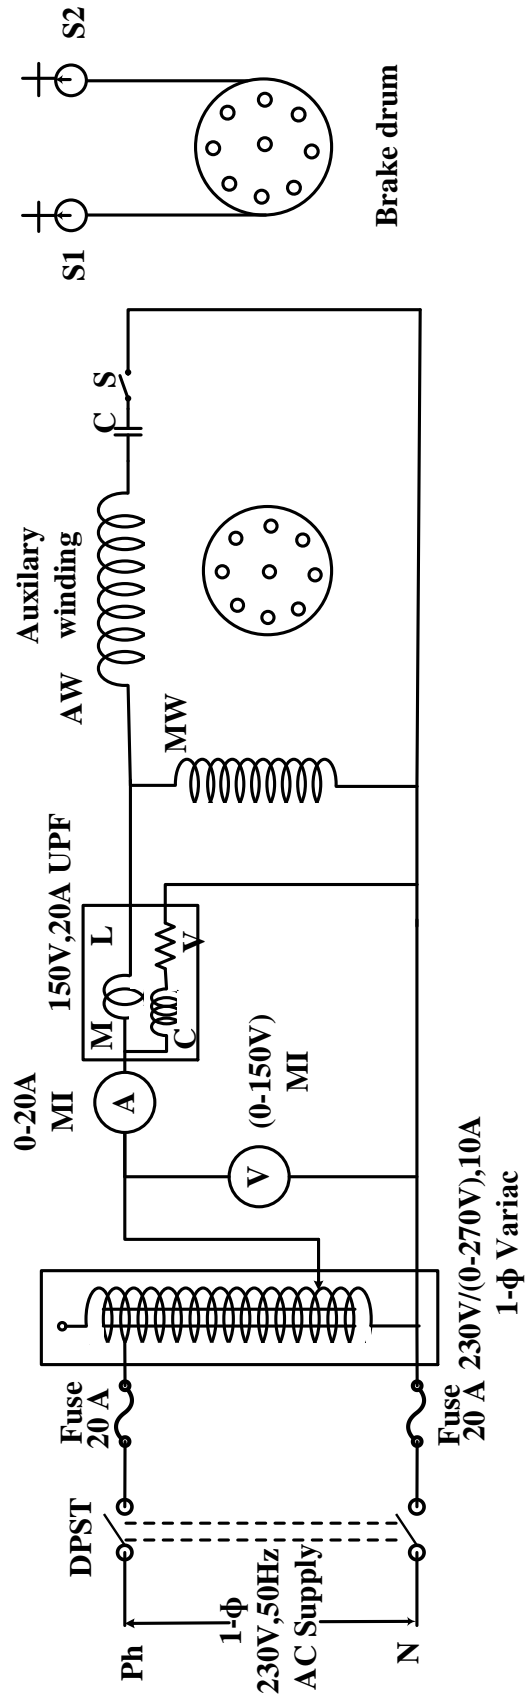 Ph
N
1-ϕ
230V,50Hz
AC Supply
DPST
Fuse
20 A
Fuse
20 A
230V/(0-270V),10A
1-ϕ Variac
0-20A
MI
A
V
(0-150V)
MI
150V,20A UPF
M
L
C
V
MW
AW
Auxilary
winding
C
S
S1
S2
Brake drum